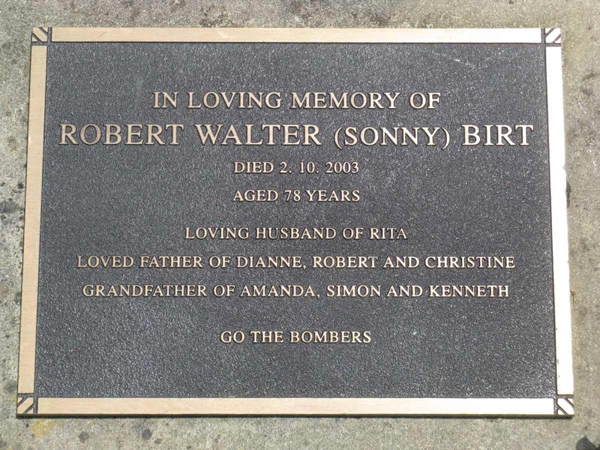 IN LOVING MEMORY OF
ROBERT WALTER (SONNY) BIRT
DIED 2. 10. 2003
AGED 78 YEARS
LOVING HUSBAND OF RITA
LOVED FATHER OF DIANNE, ROBERT AND CHRISTINE
GRANDFATHER OF AMANDA, SIMON AND KENNETH
GO THE BOMBERS